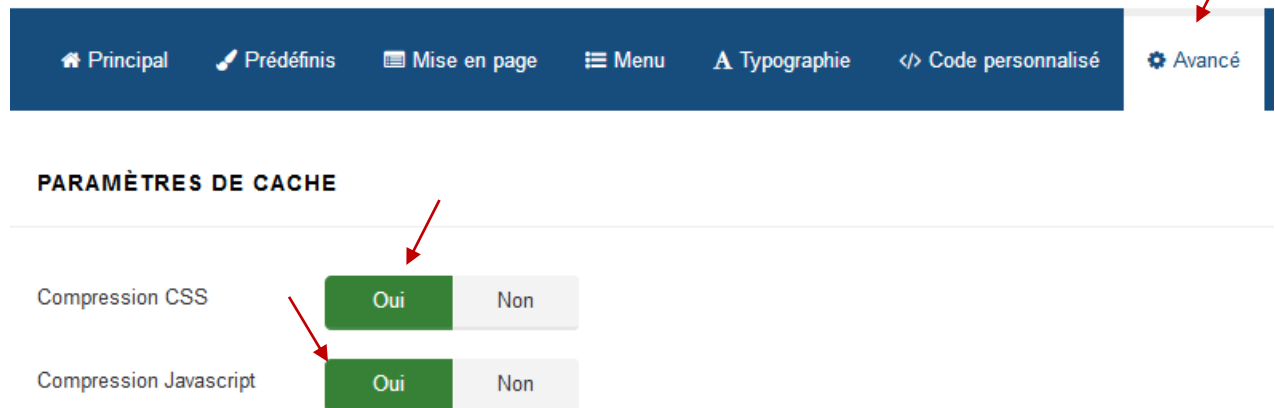 Principal Prédéfinis Mise en page Menu Typographie Code personnalisé Avancé
PARAMÈTRES DE CACHE
Compression CSS Oui Non
Compression Javascript Oui Non